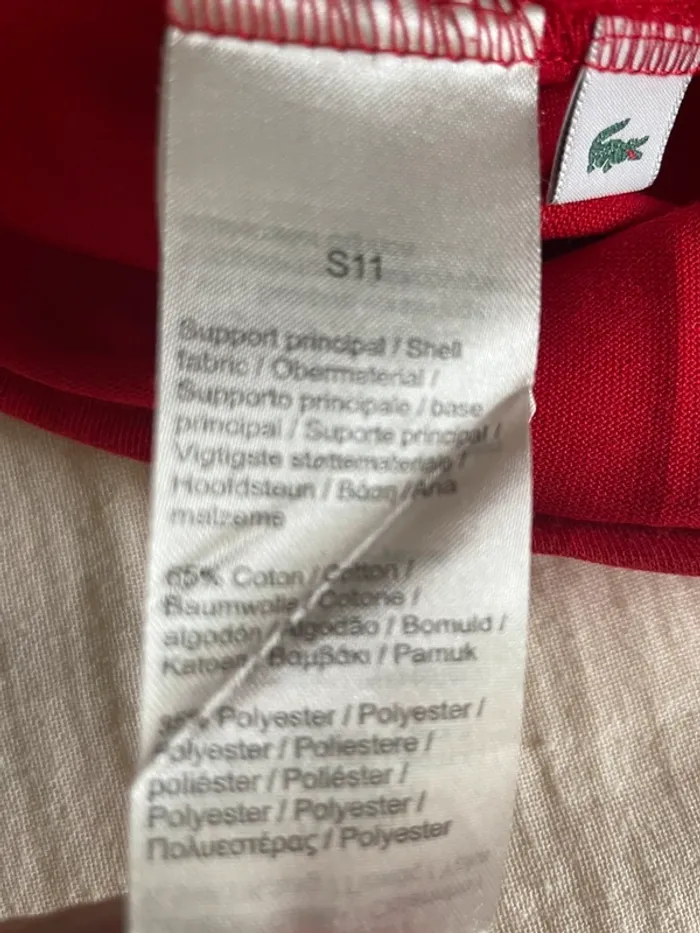 S11
Support principal / Shell
fabric / Obermaterial /
Supporto principale / base
principal / Suporte principal /
Vigtigste støttemateriale /
Hoofdsteun / Βάση / Ana
malzeme
65% Coton / Cotton /
Baumwolle / Cotone /
algodón / Algodão / Bomuld /
Katoen / Βαμβάκι / Pamuk
35% Polyester / Polyester /
Polyester / Poliestere /
poliéster / Poliéster /
Polyester / Polyester /
Πολυεστέρας / Polyester